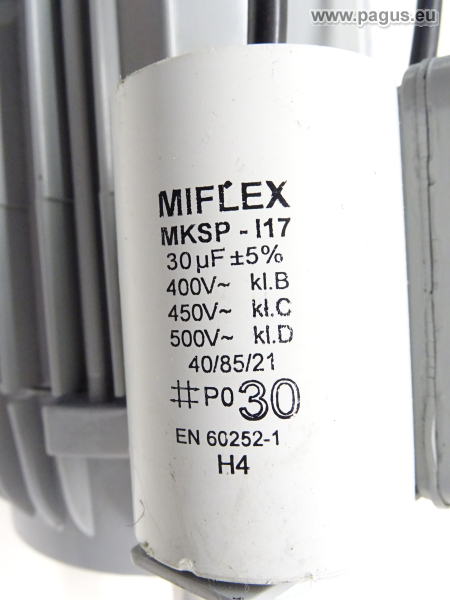 www.pagus.eu
MIFLEX
MKSP - I17
30 µF ±5%
400V~ kl.B
450V~ kl.C
500V~ kl.D
40/85/21
#P0 30
EN 60252-1
H4